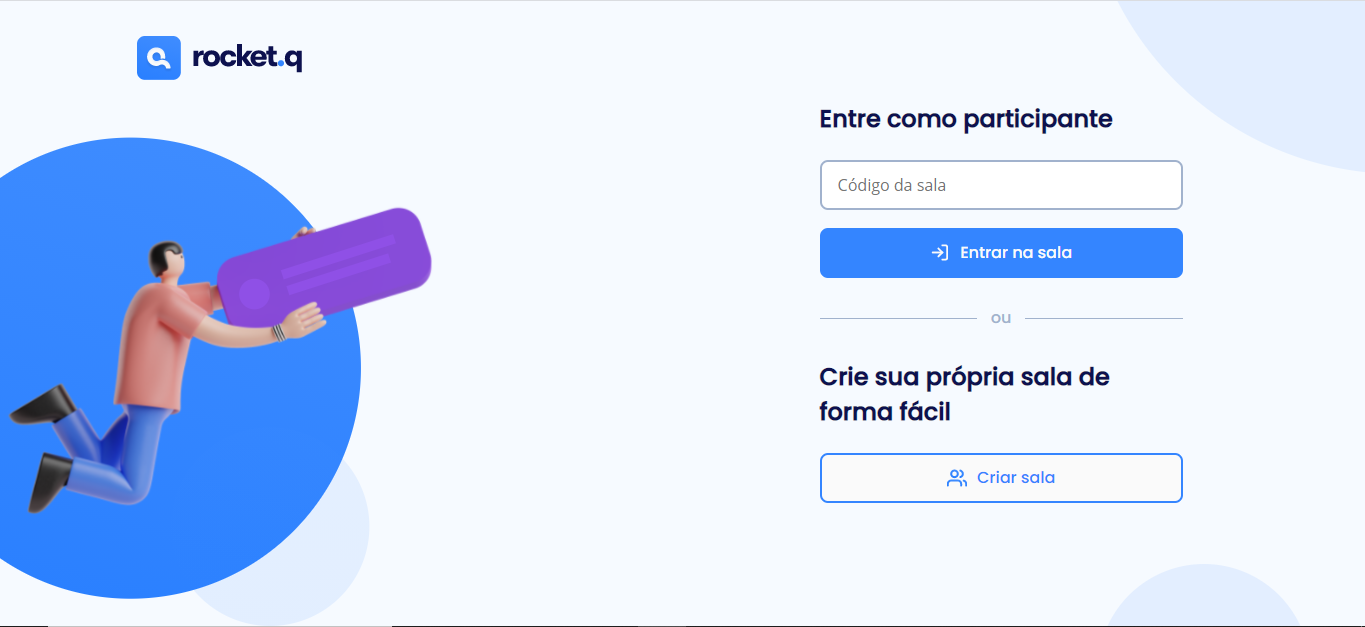 rocket.q
Entre como participante
Código da sala
Entrar na sala
ou
Crie sua própria sala de
forma fácil
Criar sala